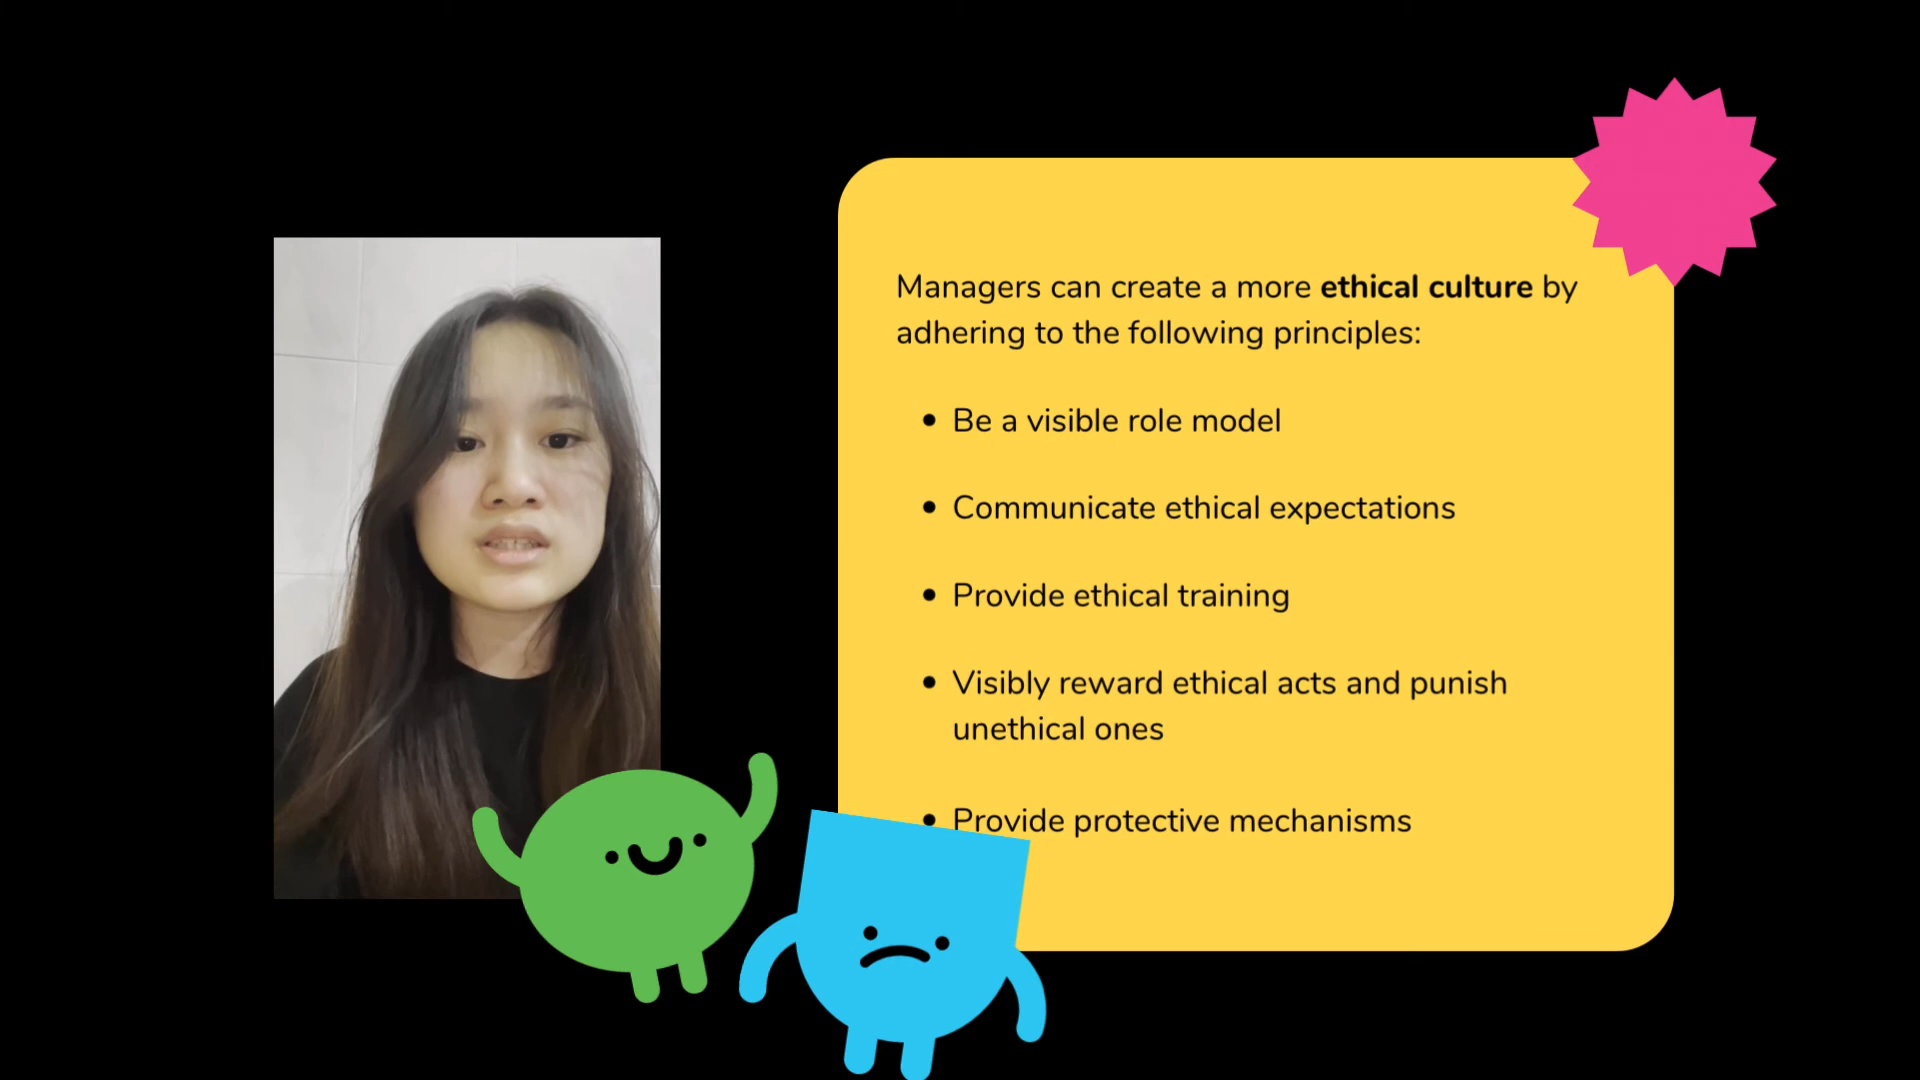 Managers can create a more ethical culture by
adhering to the following principles:
• Be a visible role model
• Communicate ethical expectations
• Provide ethical training
• Visibly reward ethical acts and punish
unethical ones
• Provide protective mechanisms